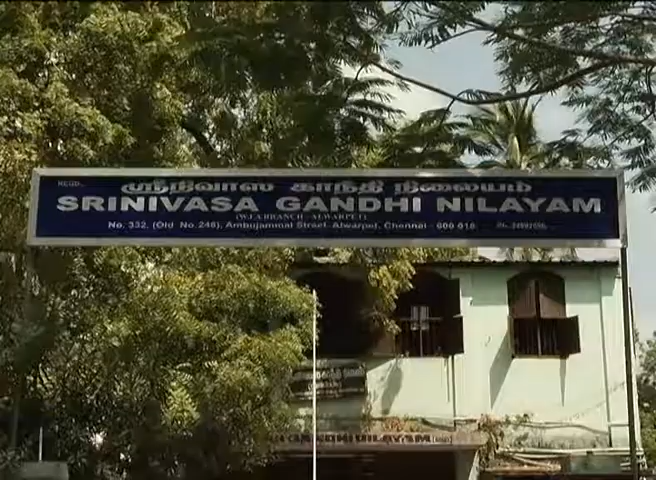 REGD.
ஸ்ரீநிவாஸ காந்தி நிலையம்
SRINIVASA GANDHI NILAYAM
(W.I.A BRANCH - ALWARPET)
No. 332, (Old No.248), Ambujammal Street-Alwarpet, Chennai - 600 018.
GANDHI NILAYAM